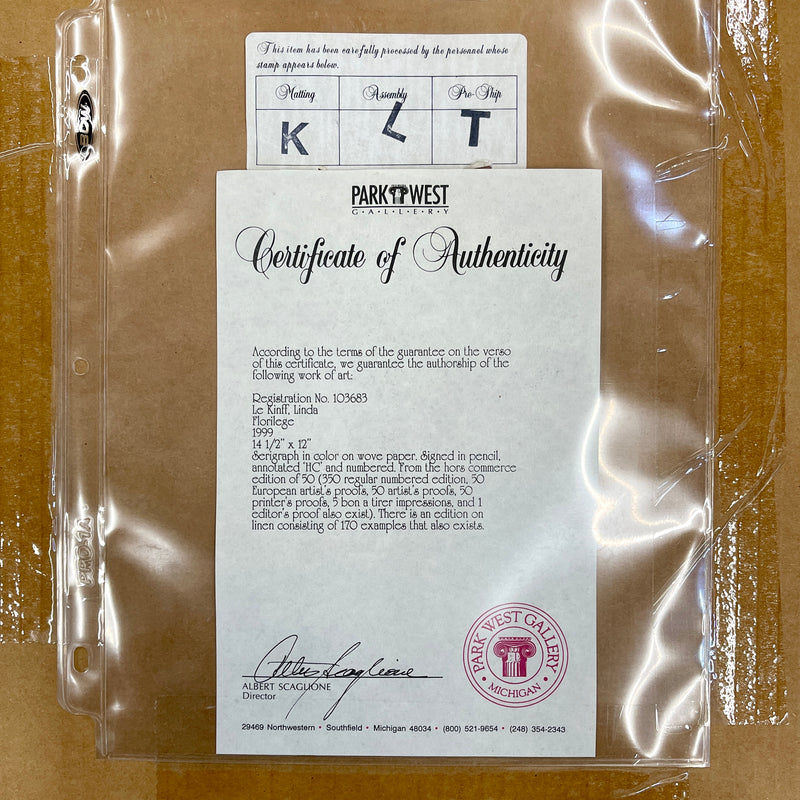 This item has been carefully processed by the personnel whose
stamp appears below.
Matting Assembly Pre-Ship
K L T
PARK WEST
G•A•L•L•E•R•Y
Certificate of Authenticity
According to the terms of the guarantee on the verso
of this certificate, we guarantee the authorship of the
following work of art:
Registration No. 103683
Le Kinff, Linda
Florilege
1999
14 1/2" x 12"
Serigraph in color on wove paper. Signed in pencil,
annotated 'HC' and numbered. From the hors commerce
edition of 50 (350 regular numbered edition, 50
European artist's proofs, 50 artist's proofs, 50
printer's proofs, 5 bon a tirer impressions, and 1
editor's proof also exist). There is an edition on
linen consisting of 170 examples that also exists.
Albert Scaglione
ALBERT SCAGLIONE
Director
PARK WEST GALLERY
• MICHIGAN •
29469 Northwestern • Southfield • Michigan 48034 • (800) 521-9654 • (248) 354-2343
BCW
PRO-1A